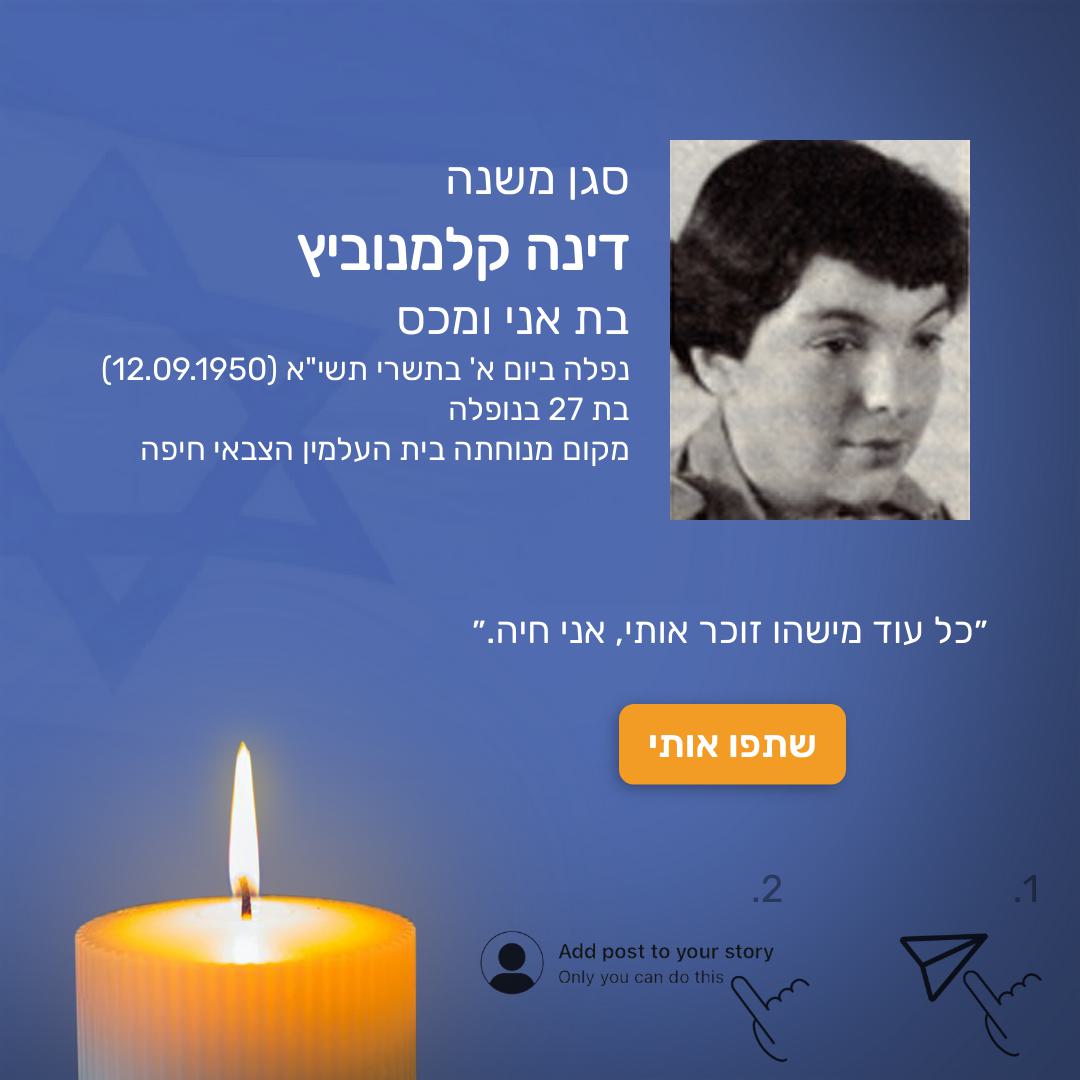 סגן משנה
דינה קלמנוביץ
בת אני ומכס
נפלה ביום א' בתשרי תשי"א (12.09.1950)
בת 27 בנופלה
מקום מנוחתה בית העלמין הצבאי חיפה
״כל עוד מישהו זוכר אותי, אני חיה.״
שתפו אותי
1.
2.
Add post to your story
Only you can do this